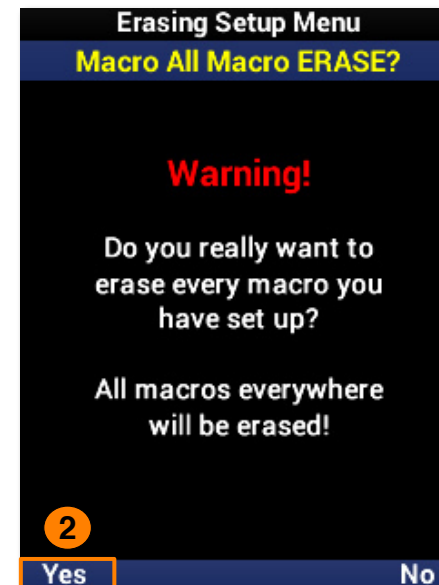 Erasing Setup Menu
Macro All Macro ERASE?
Warning!
Do you really want to
erase every macro you
have set up?
All macros everywhere
will be erased!
2
Yes No